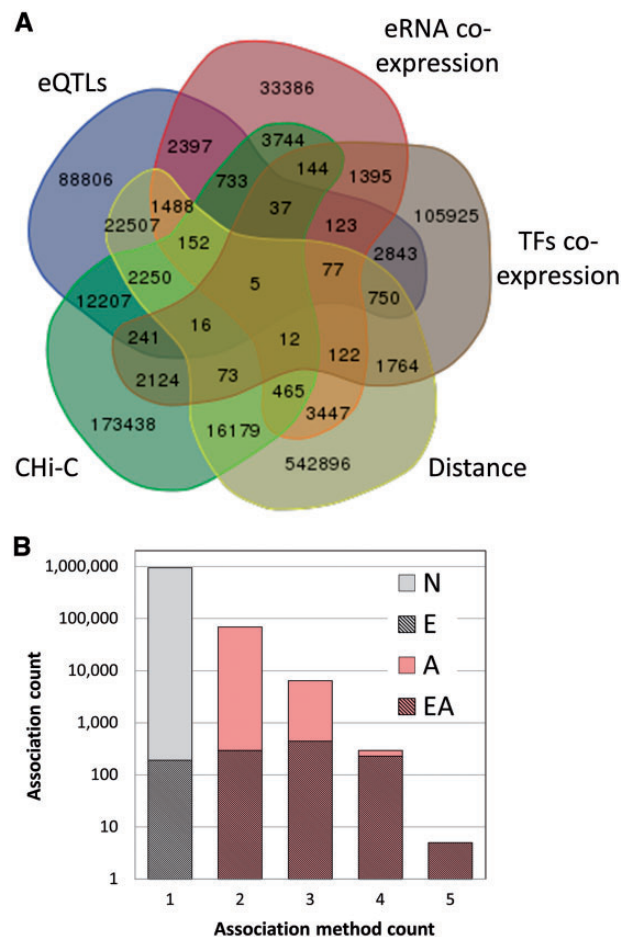 A
eRNA co-
expression
eQTLs
33386
2397
3744
733
144
1395
88806
1488
37
105925
22507
152
123
2843
TFs co-
expression
2250
5
77
750
12207
16
12
241
122
1764
2124
73
465
173438
16179
3447
CHi-C
542896
Distance
B
1,000,000
100,000
10,000
1,000
100
10
1
Association count
N
E
A
EA
1 2 3 4 5
Association method count